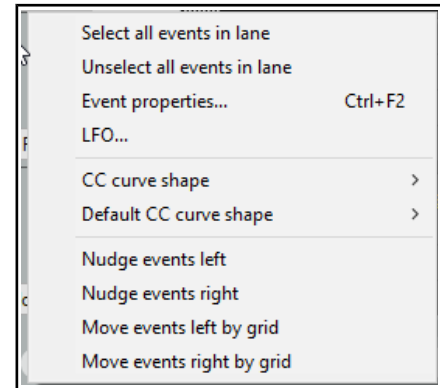 Select all events in lane
Unselect all events in lane
Event properties... Ctrl+F2
LFO...
CC curve shape >
Default CC curve shape >
Nudge events left
Nudge events right
Move events left by grid
Move events right by grid